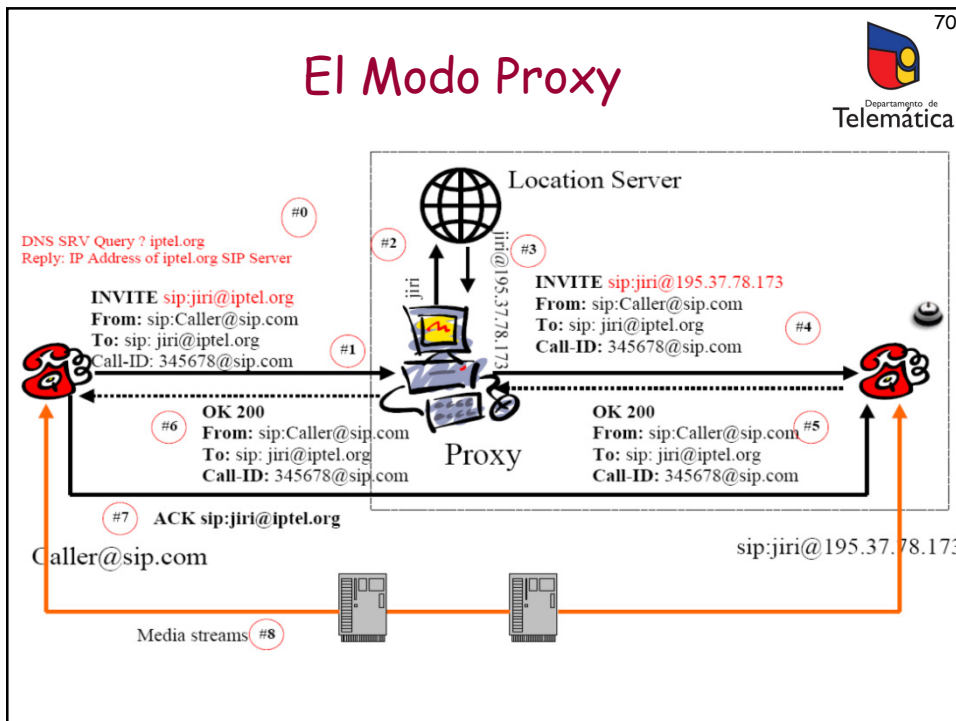 70
El Modo Proxy
Departamento de
Telemática
Location Server
#0
DNS SRV Query ? iptel.org
Reply: IP Address of iptel.org SIP Server
#2
#3
jiri
jiri@195.37.78.173
INVITE sip:jiri@iptel.org
From: sip:Caller@sip.com
To: sip: jiri@iptel.org
Call-ID: 345678@sip.com
#1
INVITE sip:jiri@195.37.78.173
From: sip:Caller@sip.com
To: sip: jiri@iptel.org
Call-ID: 345678@sip.com
#4
#6
OK 200
From: sip:Caller@sip.com
To: sip: jiri@iptel.org
Call-ID: 345678@sip.com
Proxy
OK 200
From: sip:Caller@sip.com
To: sip: jiri@iptel.org
Call-ID: 345678@sip.com
#5
#7
ACK sip:jiri@iptel.org
Caller@sip.com
sip:jiri@195.37.78.173
Media streams #8